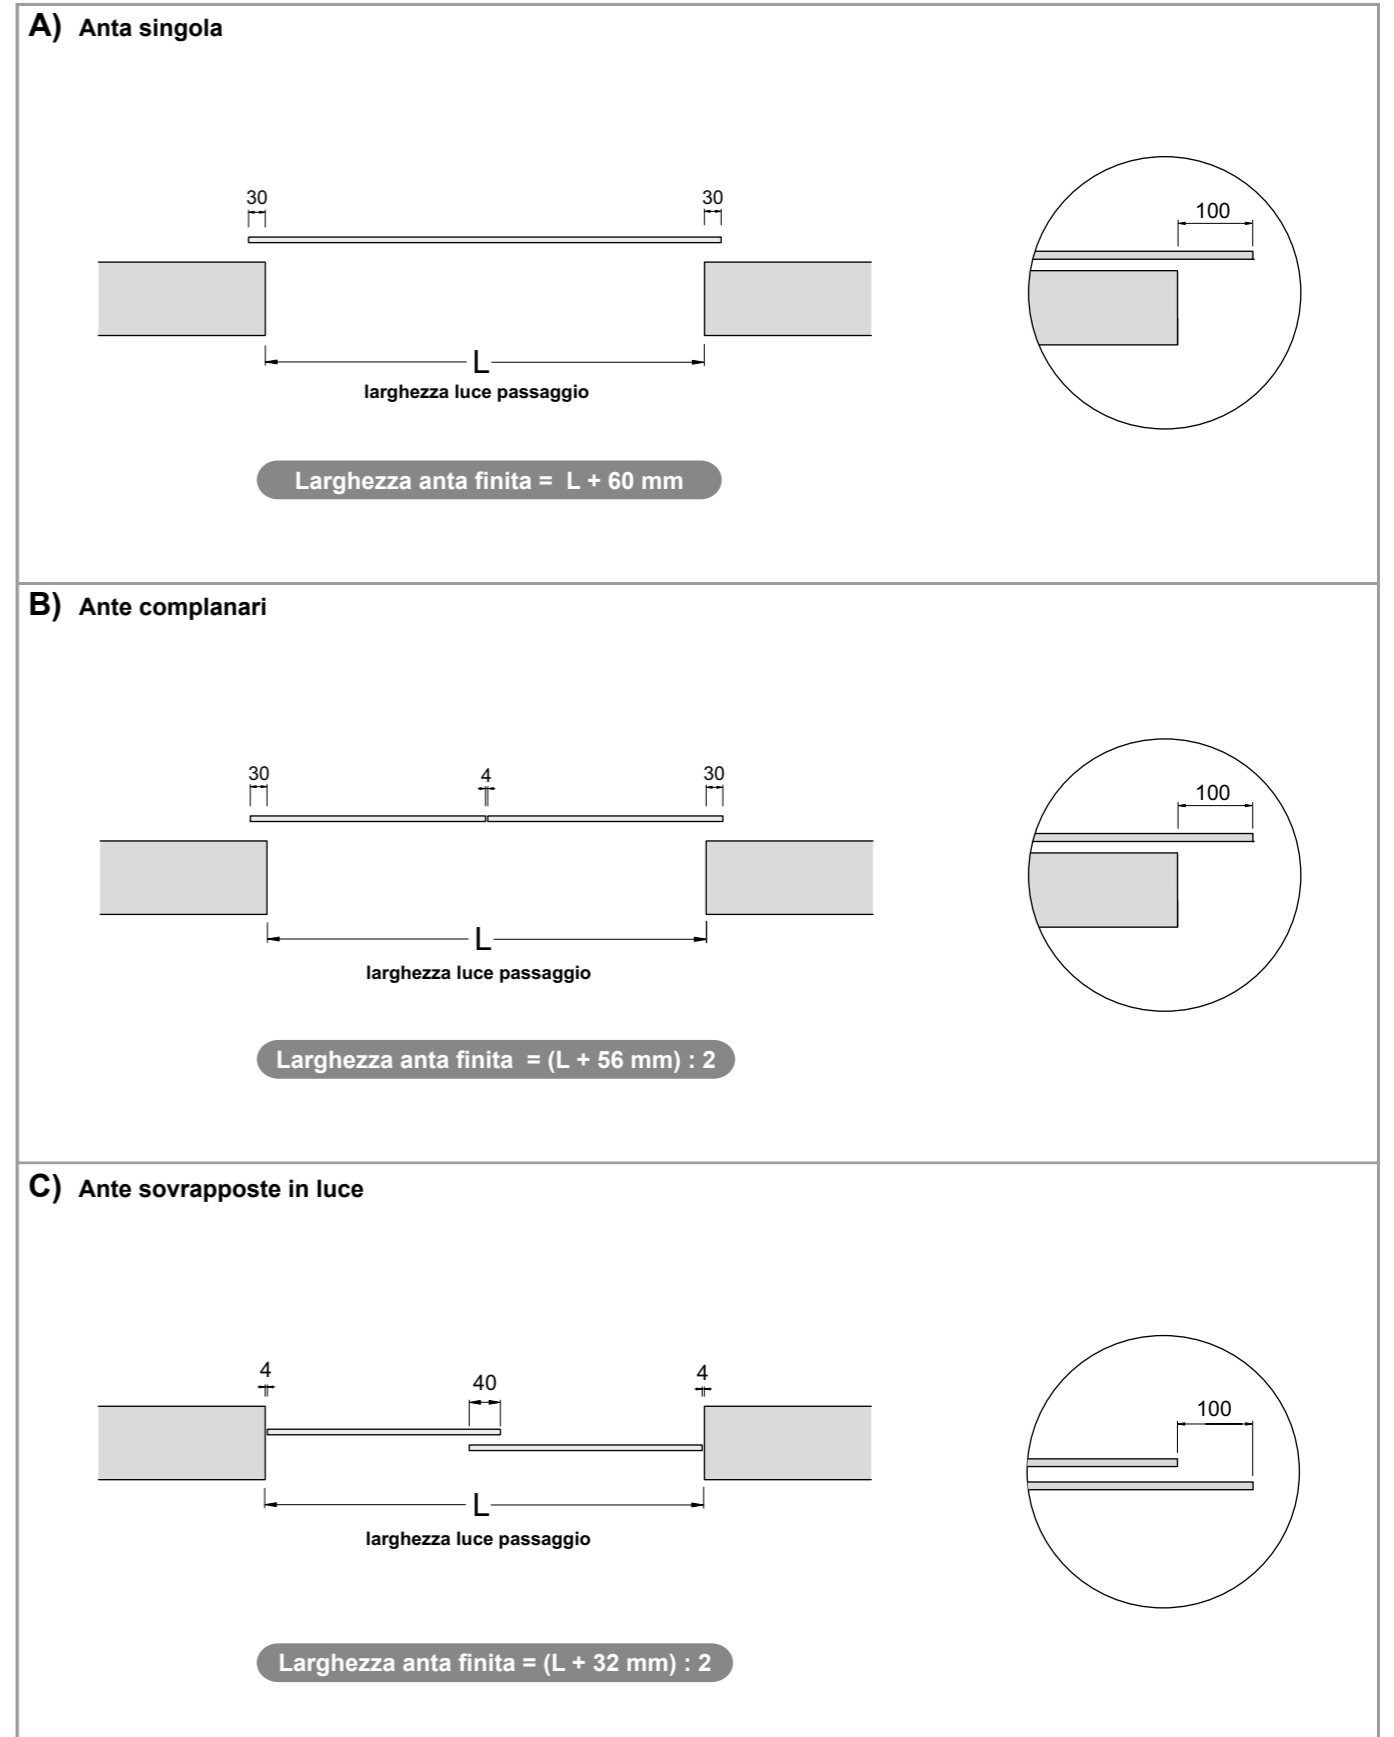 A) Anta singola
30 30
100
L
larghezza luce passaggio
Larghezza anta finita = L + 60 mm
B) Ante complanari
30 4 30
100
L
larghezza luce passaggio
Larghezza anta finita = (L + 56 mm) : 2
C) Ante sovrapposte in luce
4 40 4
100
L
larghezza luce passaggio
Larghezza anta finita = (L + 32 mm) : 2